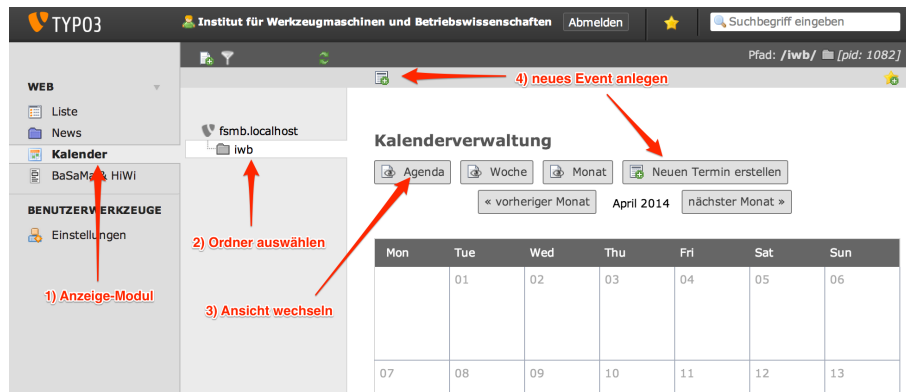 TYPO3
Institut für Werkzeugmaschinen und Betriebswissenschaften Abmelden Suchbegriff eingeben
Pfad: /iwb/ [pid: 1082]
4) neues Event anlegen
WEB
Liste
News
Kalender
BaSaMa & HiWi
BENUTZERWERKZEUGE
Einstellungen
1) Anzeige-Modul
fsmb.localhost
iwb
2) Ordner auswählen
3) Ansicht wechseln
Kalenderverwaltung
Agenda Woche Monat Neuen Termin erstellen
« vorheriger Monat April 2014 nächster Monat »
Mon Tue Wed Thu Fri Sat Sun
01 02 03 04 05 06
07 08 09 10 11 12 13